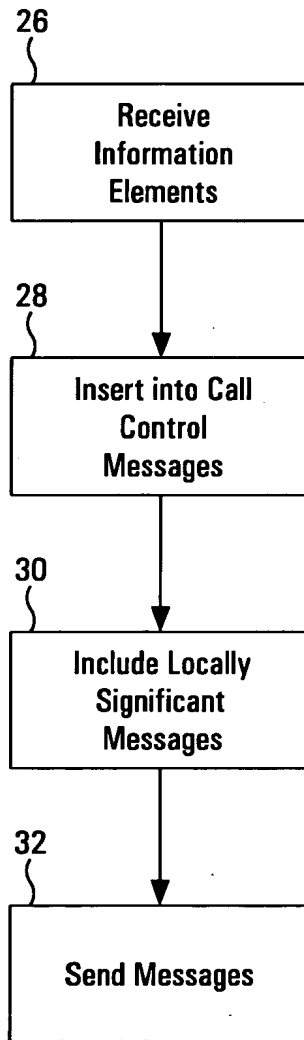 26
Receive
Information
Elements
28
Insert into Call
Control
Messages
30
Include Locally
Significant
Messages
32
Send Messages